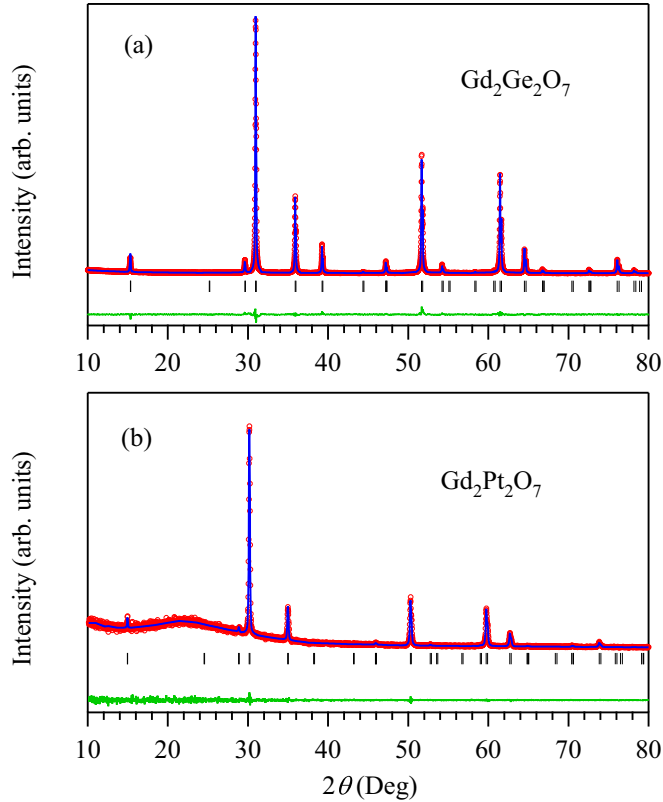 (a)
Gd₂Ge₂O₇
Intensity (arb. units)
10 20 30 40 50 60 70 80
(b)
Gd₂Pt₂O₇
Intensity (arb. units)
10 20 30 40 50 60 70 80
2θ (Deg)